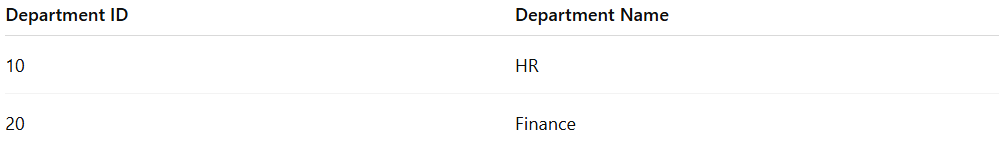 Department ID Department Name
10 HR
20 Finance